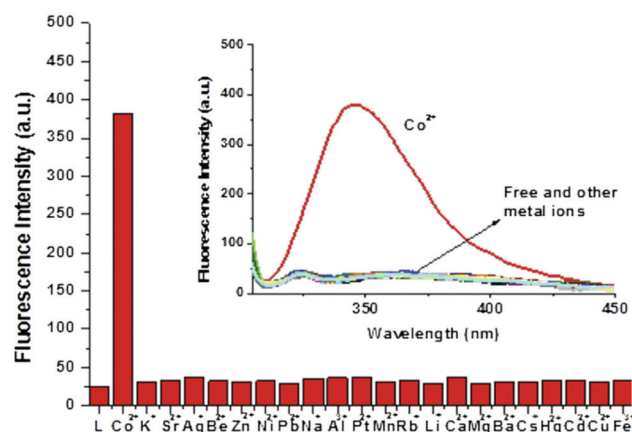 500
450
400
350
300
250
200
150
100
50
0
Fluorescence Intensity (a.u.)
500
400
300
200
100
0
Fluorescence Intensity (a.u.)
Co²⁺
Free and other
metal ions
350 400 450
Wavelength (nm)
L Co²⁺ K⁺ Sr²⁺ Ag⁺ Be²⁺ Zn²⁺ Ni²⁺ Pb²⁺ Na⁺ Al³⁺ Pt²⁺ Mn²⁺ Rb⁺ Li⁺ Ca²⁺ Mg²⁺ Ba²⁺ Cs⁺ Hg²⁺ Cd²⁺ Cu²⁺ Fe³⁺